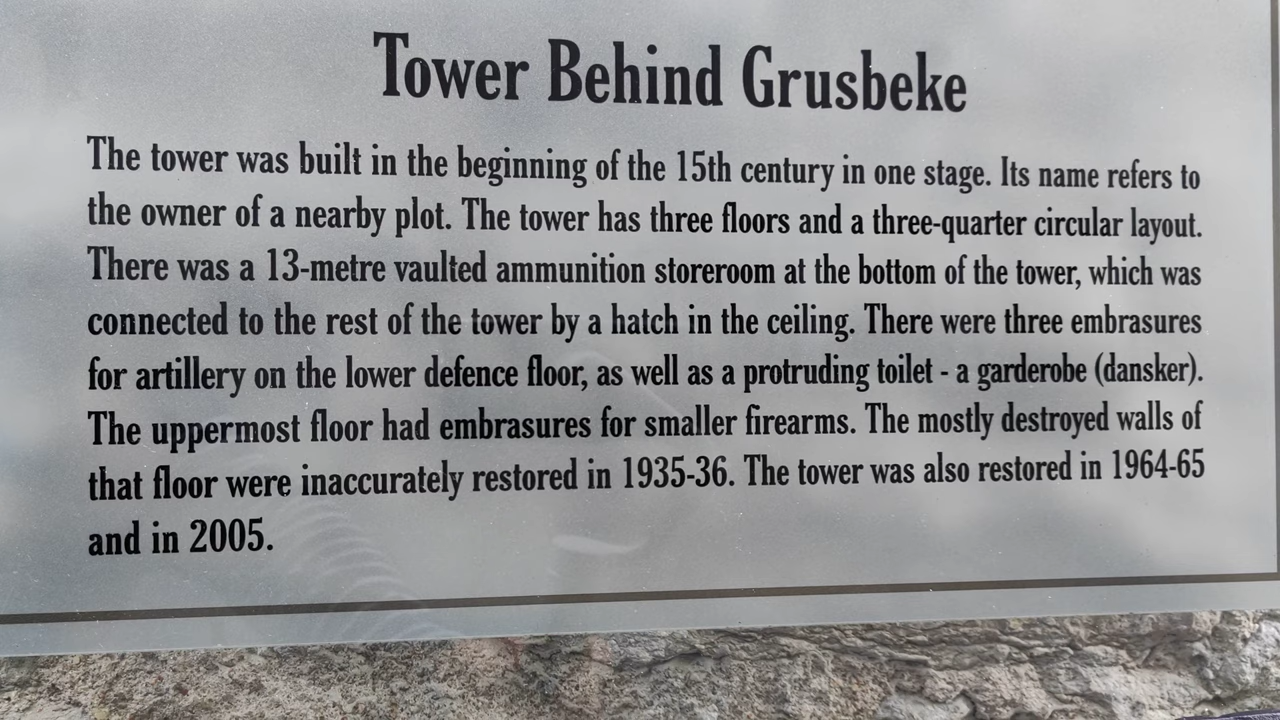 Tower Behind Grusbeke
The tower was built in the beginning of the 15th century in one stage. Its name refers to
the owner of a nearby plot. The tower has three floors and a three-quarter circular layout.
There was a 13-metre vaulted ammunition storeroom at the bottom of the tower, which was
connected to the rest of the tower by a hatch in the ceiling. There were three embrasures
for artillery on the lower defence floor, as well as a protruding toilet - a garderobe (dansker).
The uppermost floor had embrasures for smaller firearms. The mostly destroyed walls of
that floor were inaccurately restored in 1935-36. The tower was also restored in 1964-65
and in 2005.